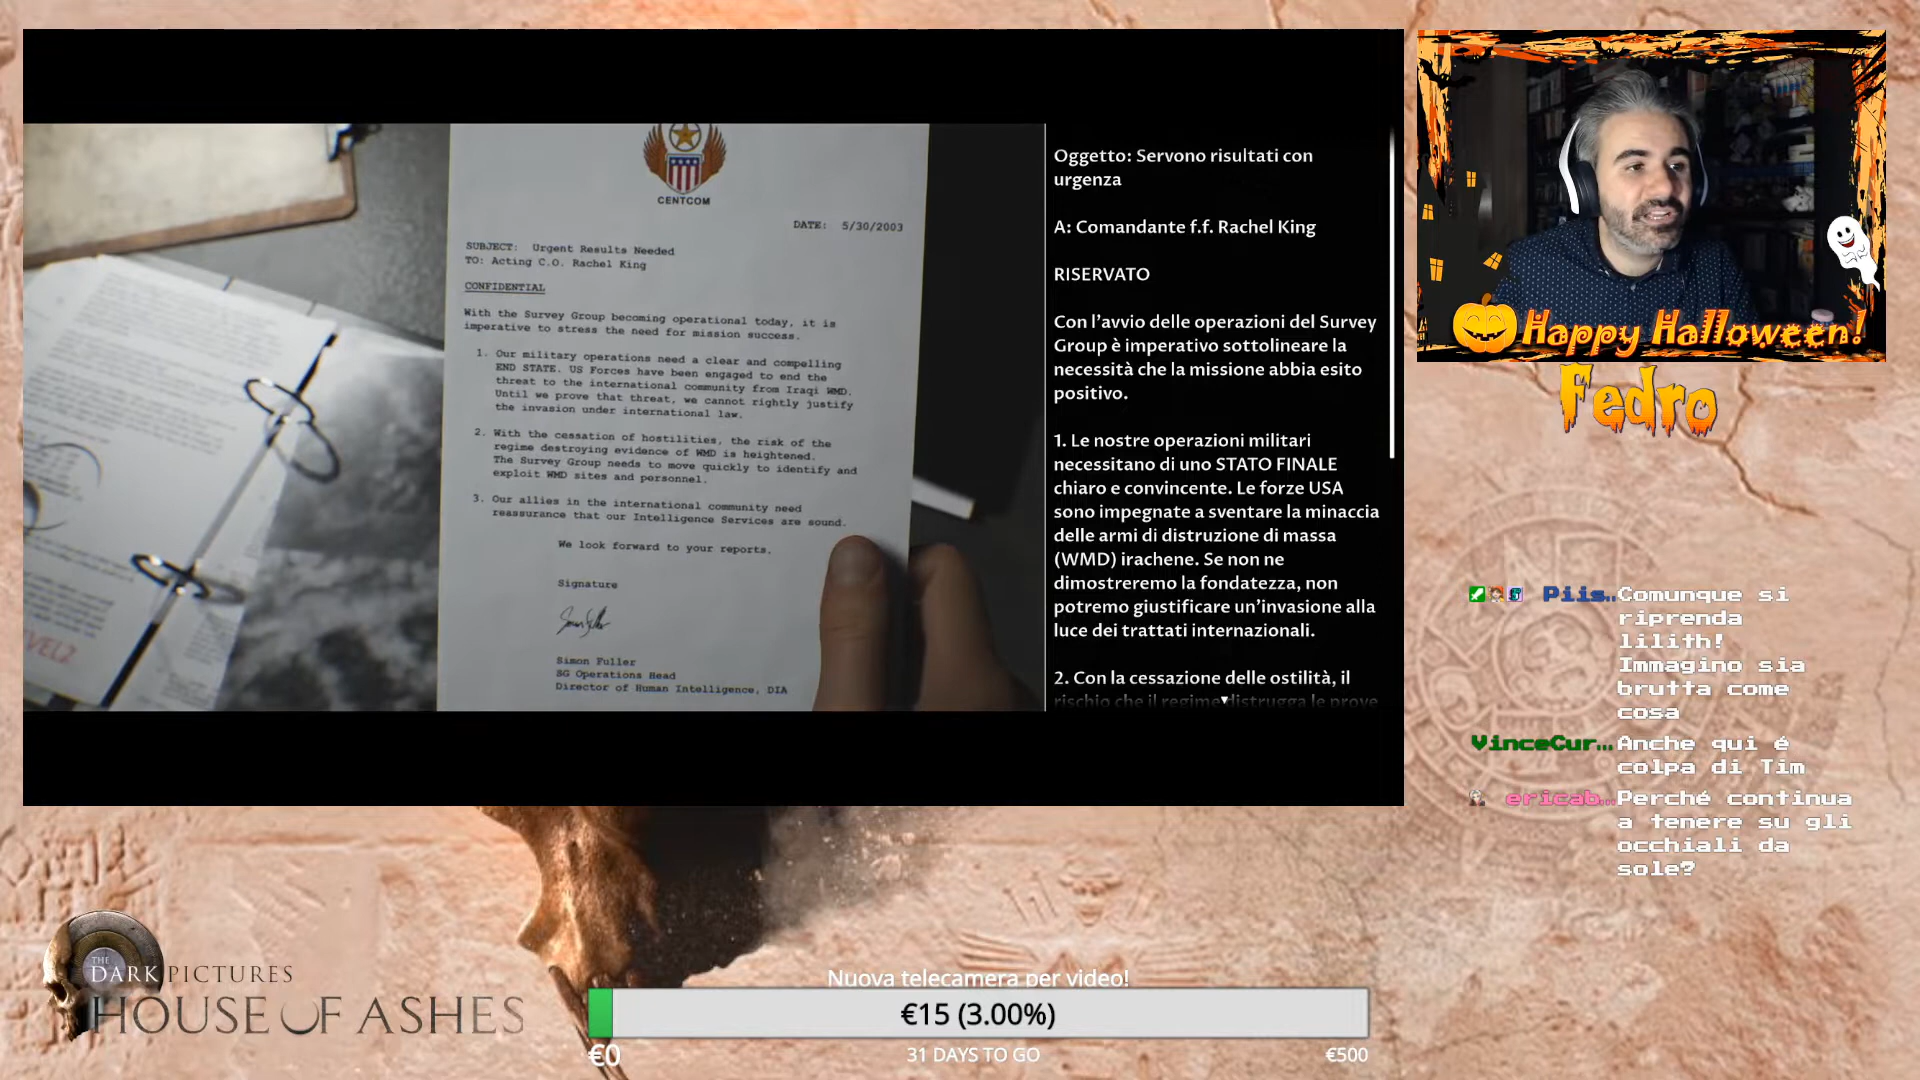 CENTCOM
DATE: 5/30/2003
SUBJECT: Urgent Results Needed
TO: Acting C.O. Rachel King
CONFIDENTIAL
With the Survey Group becoming operational today, it is
imperative to stress the need for mission success.
1. Our military operations need a clear and compelling
END STATE. US Forces have been engaged to end the
threat to the international community from Iraqi WMD.
Until we prove that threat, we cannot rightly justify
the invasion under international law.
2. With the cessation of hostilities, the risk of the
regime destroying evidence of WMD is heightened.
The Survey Group needs to move quickly to identify and
exploit WMD sites and personnel.
3. Our allies in the international community need
reassurance that our Intelligence Services are sound.
We look forward to your reports.
Signature
Simon Fuller
SG Operations Head
Director of Human Intelligence, DIA
Oggetto: Servono risultati con
urgenza
A: Comandante f.f. Rachel King
RISERVATO
Con l'avvio delle operazioni del Survey
Group è imperativo sottolineare la
necessità che la missione abbia esito
positivo.
1. Le nostre operazioni militari
necessitano di uno STATO FINALE
chiaro e convincente. Le forze USA
sono impegnate a sventare la minaccia
delle armi di distruzione di massa
(WMD) irachene. Se non ne
dimostreremo la fondatezza, non
potremo giustificare un'invasione alla
luce dei trattati internazionali.
2. Con la cessazione delle ostilità, il
rischio che il regime distrugga le prove
Happy Halloween!
Fedro
Piis.. Comunque si
riprenda
lilith!
Immagino sia
brutta come
cosa
VinceCur... Anche qui é
colpa di Tim
ericab... Perché continua
a tenere su gli
occhiali da
sole?
THE
DARK PICTURES
HOUSE OF ASHES
Nuova telecamera per video!
€15 (3.00%)
€0
31 DAYS TO GO
€500